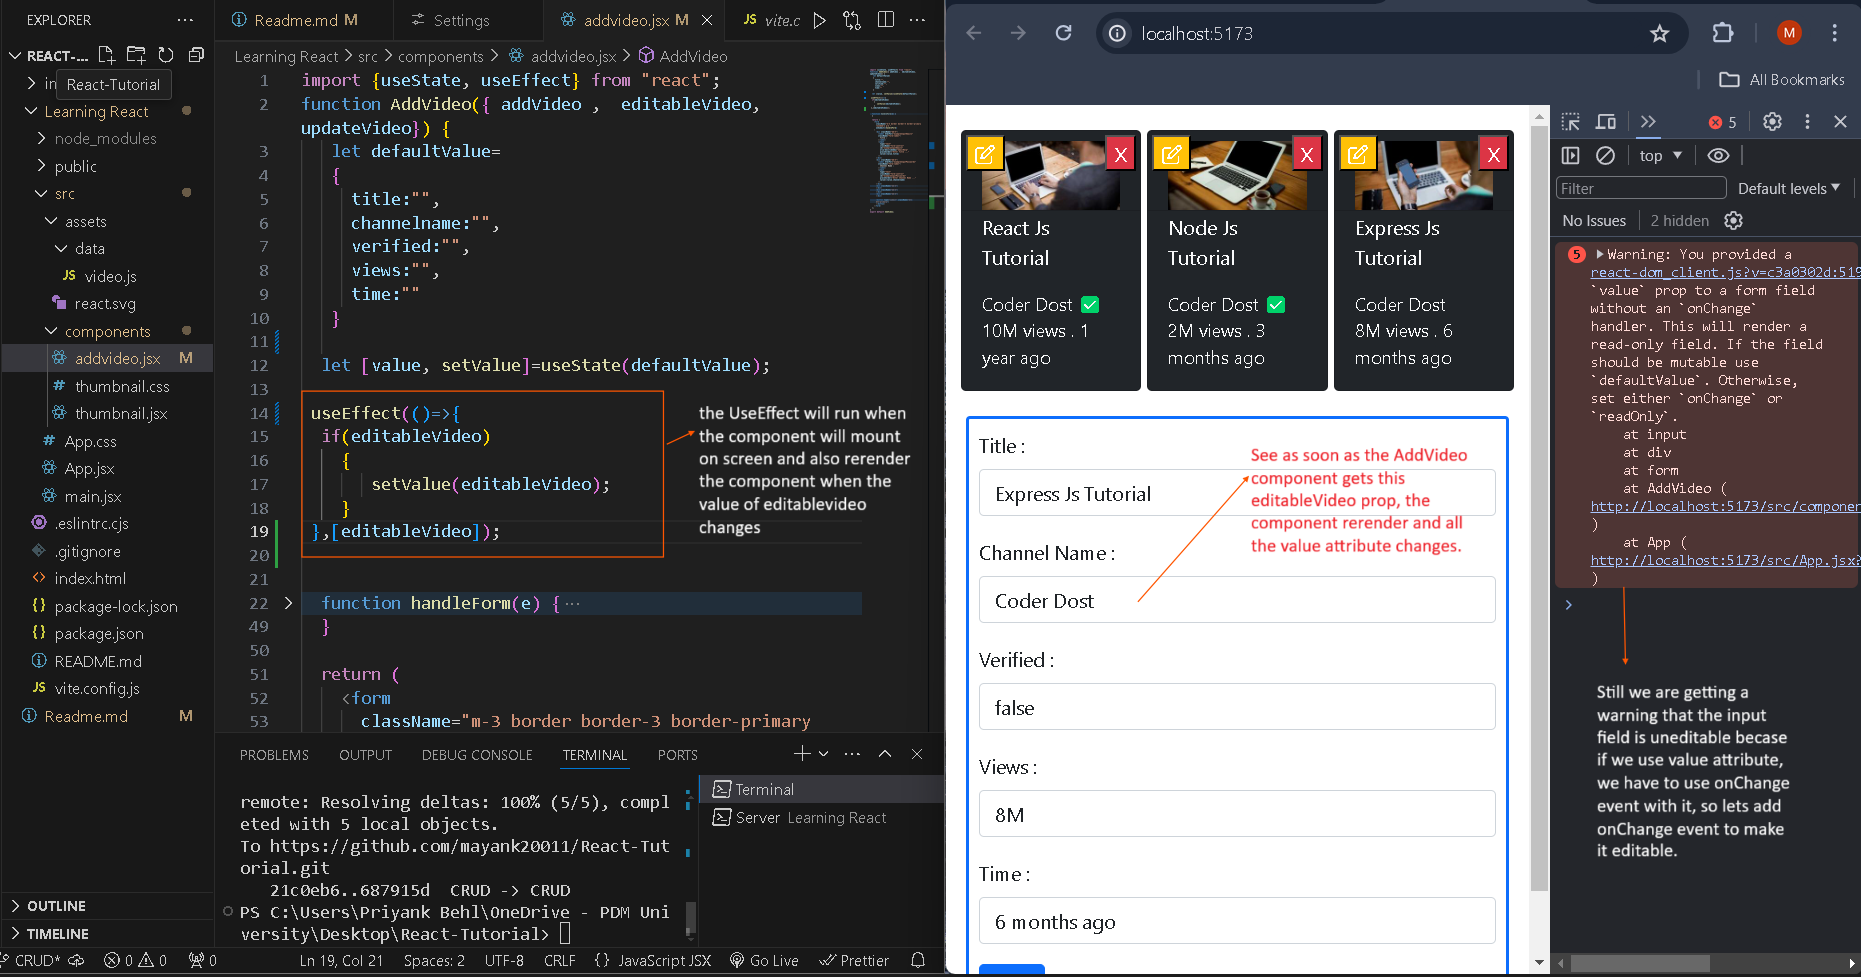 EXPLORER
REACT-...
in
React-Tutorial
Learning React
node_modules
public
src
assets
data
JS video.js
react.svg
components
addvideo.jsx M
# thumbnail.css
thumbnail.jsx
# App.css
App.jsx
main.jsx
.eslintrc.cjs
.gitignore
index.html
{} package-lock.json
{} package.json
README.md
JS vite.config.js
Readme.md M
OUTLINE
TIMELINE
Readme.md M
Settings
addvideo.jsx M
JS vite.c
Learning React > src > components > addvideo.jsx > AddVideo
1 import {useState, useEffect} from "react";
2 function AddVideo({ addVideo , editableVideo,
updateVideo}) {
3 let defaultValue=
4 {
5 title:"",
6 channelname:"",
7 verified:"",
8 views:"",
9 time:""
10 }
11
12 let [value, setValue]=useState(defaultValue);
13
14 useEffect(()=>{
15 if(editableVideo)
16 {
17 setValue(editableVideo);
18 }
19 },[editableVideo]);
20
21
22 function handleForm(e) {···
49 }
50
51 return (
52 <form
53 className="m-3 border border-3 border-primary
the UseEffect will run when
the component will mount
on screen and also rerender
the component when the
value of editablevideo
changes
PROBLEMS OUTPUT DEBUG CONSOLE TERMINAL PORTS
remote: Resolving deltas: 100% (5/5), compl
eted with 5 local objects.
To https://github.com/mayank20011/React-Tut
orial.git
21c0eb6..687915d CRUD -> CRUD
PS C:\Users\Priyank Behl\OneDrive - PDM Uni
versity\Desktop\React-Tutorial>
Terminal
Server Learning React
CRUD* 0 0 0 Ln 19, Col 21 Spaces: 2 UTF-8 CRLF {} JavaScript JSX Go Live Prettier
localhost:5173
M
All Bookmarks
X
React Js
Tutorial
Coder Dost
10M views . 1
year ago
X
Node Js
Tutorial
Coder Dost
2M views . 3
months ago
X
Express Js
Tutorial
Coder Dost
8M views . 6
months ago
Title :
Express Js Tutorial
Channel Name :
Coder Dost
Verified :
false
Views :
8M
Time :
6 months ago
See as soon as the AddVideo
component gets this
editableVideo prop, the
component rerender and all
the value attribute changes.
5
top
Filter
Default levels
No Issues
2 hidden
5 Warning: You provided a
react-dom_client.js?v=c3a0302d:519
`value` prop to a form field
without an `onChange`
handler. This will render a
read-only field. If the field
should be mutable use
`defaultValue`. Otherwise,
set either `onChange` or
`readOnly`.
at input
at div
at form
at AddVideo (
http://localhost:5173/src/componen
)
at App (
http://localhost:5173/src/App.jsx?
)
Still we are getting a
warning that the input
field is uneditable becase
if we use value attribute,
we have to use onChange
event with it, so lets add
onChange event to make
it editable.